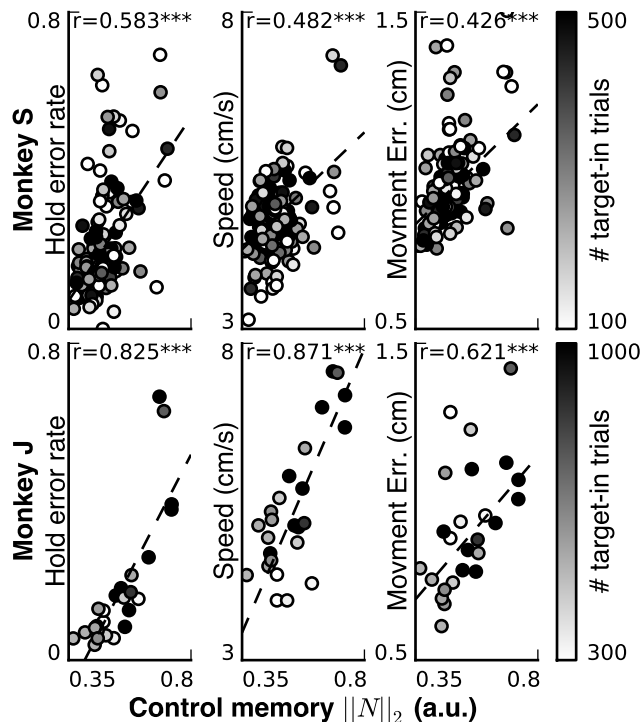 Monkey S
Hold error rate
0.8
0
r=0.583***
Speed (cm/s)
8
3
r=0.482***
Movment Err. (cm)
1.5
0.5
r=0.426***
500
100
# target-in trials
Monkey J
Hold error rate
0.8
0
r=0.825***
0.35 0.8
Speed (cm/s)
8
3
r=0.871***
0.35 0.8
Movment Err. (cm)
1.5
0.5
r=0.621***
0.35 0.8
1000
300
# target-in trials
Control memory ||N||₂ (a.u.)